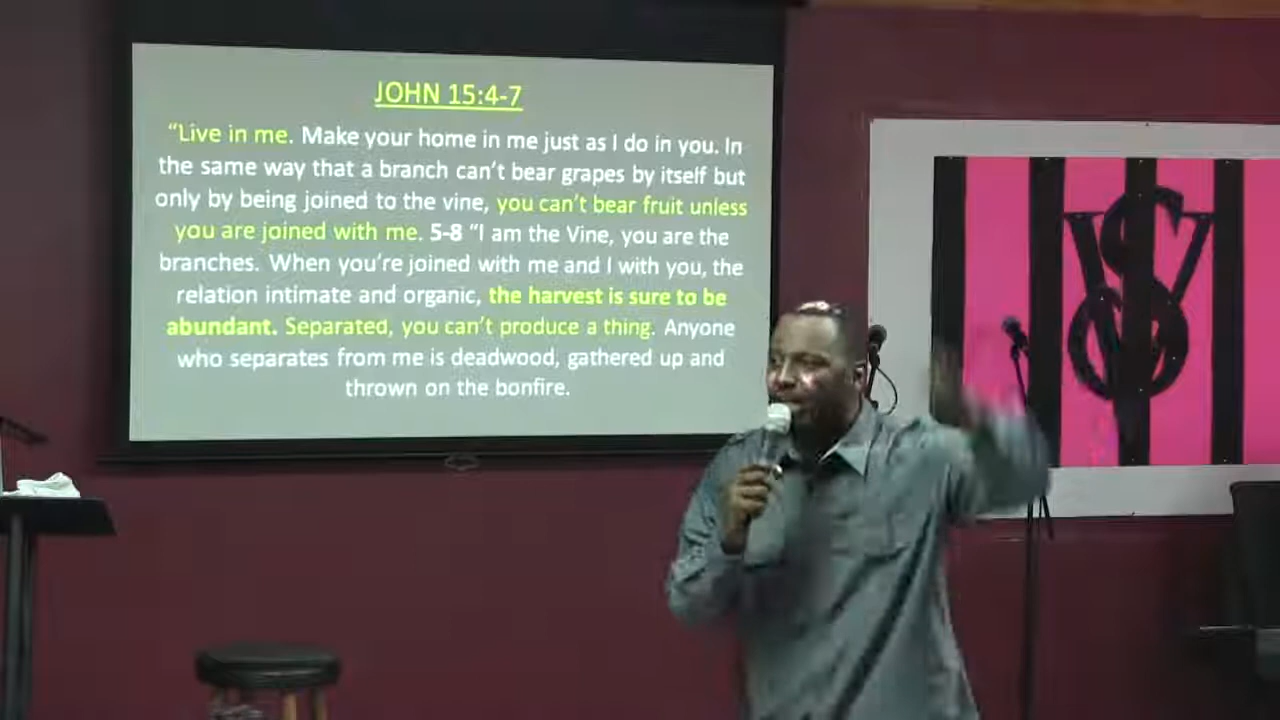 JOHN 15:4-7
“Live in me. Make your home in me just as I do in you. In
the same way that a branch can’t bear grapes by itself but
only by being joined to the vine, you can’t bear fruit unless
you are joined with me. 5-8 “I am the Vine, you are the
branches. When you’re joined with me and I with you, the
relation intimate and organic, the harvest is sure to be
abundant. Separated, you can’t produce a thing. Anyone
who separates from me is deadwood, gathered up and
thrown on the bonfire.